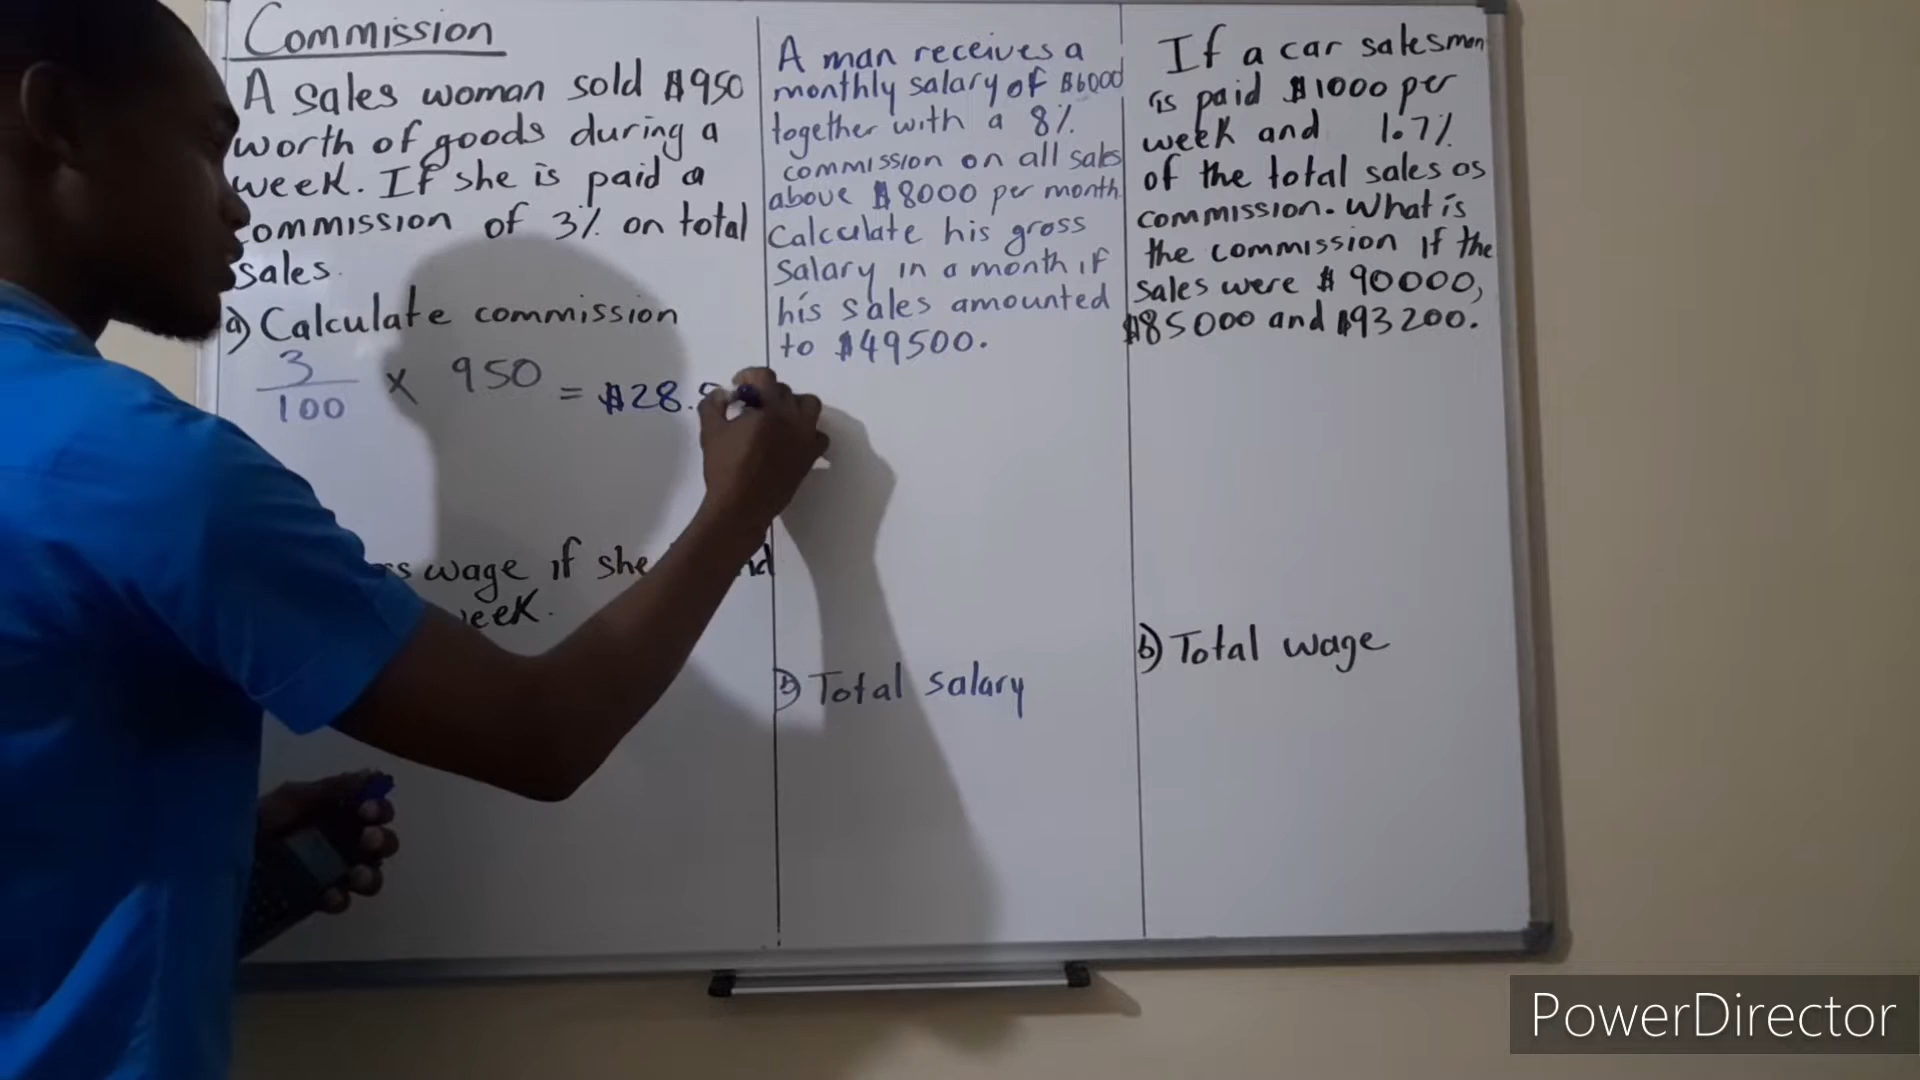 Commission
A sales woman sold $950
worth of goods during a
week. If she is paid a
commission of 3% on total
sales.
a) Calculate commission
3
100
× 950
= $28.
wage if she
week.
A man receives a
monthly salary of $6000
together with a 8%
commission on all sales
above $8000 per month
Calculate his gross
salary in a month if
his sales amounted
to $49500.
b) Total salary
If a car salesman
is paid $1000 per
week and 1.7%
of the total sales as
commission. What is
the commission if the
sales were $90000,
$85000 and $93200.
b) Total wage
PowerDirector